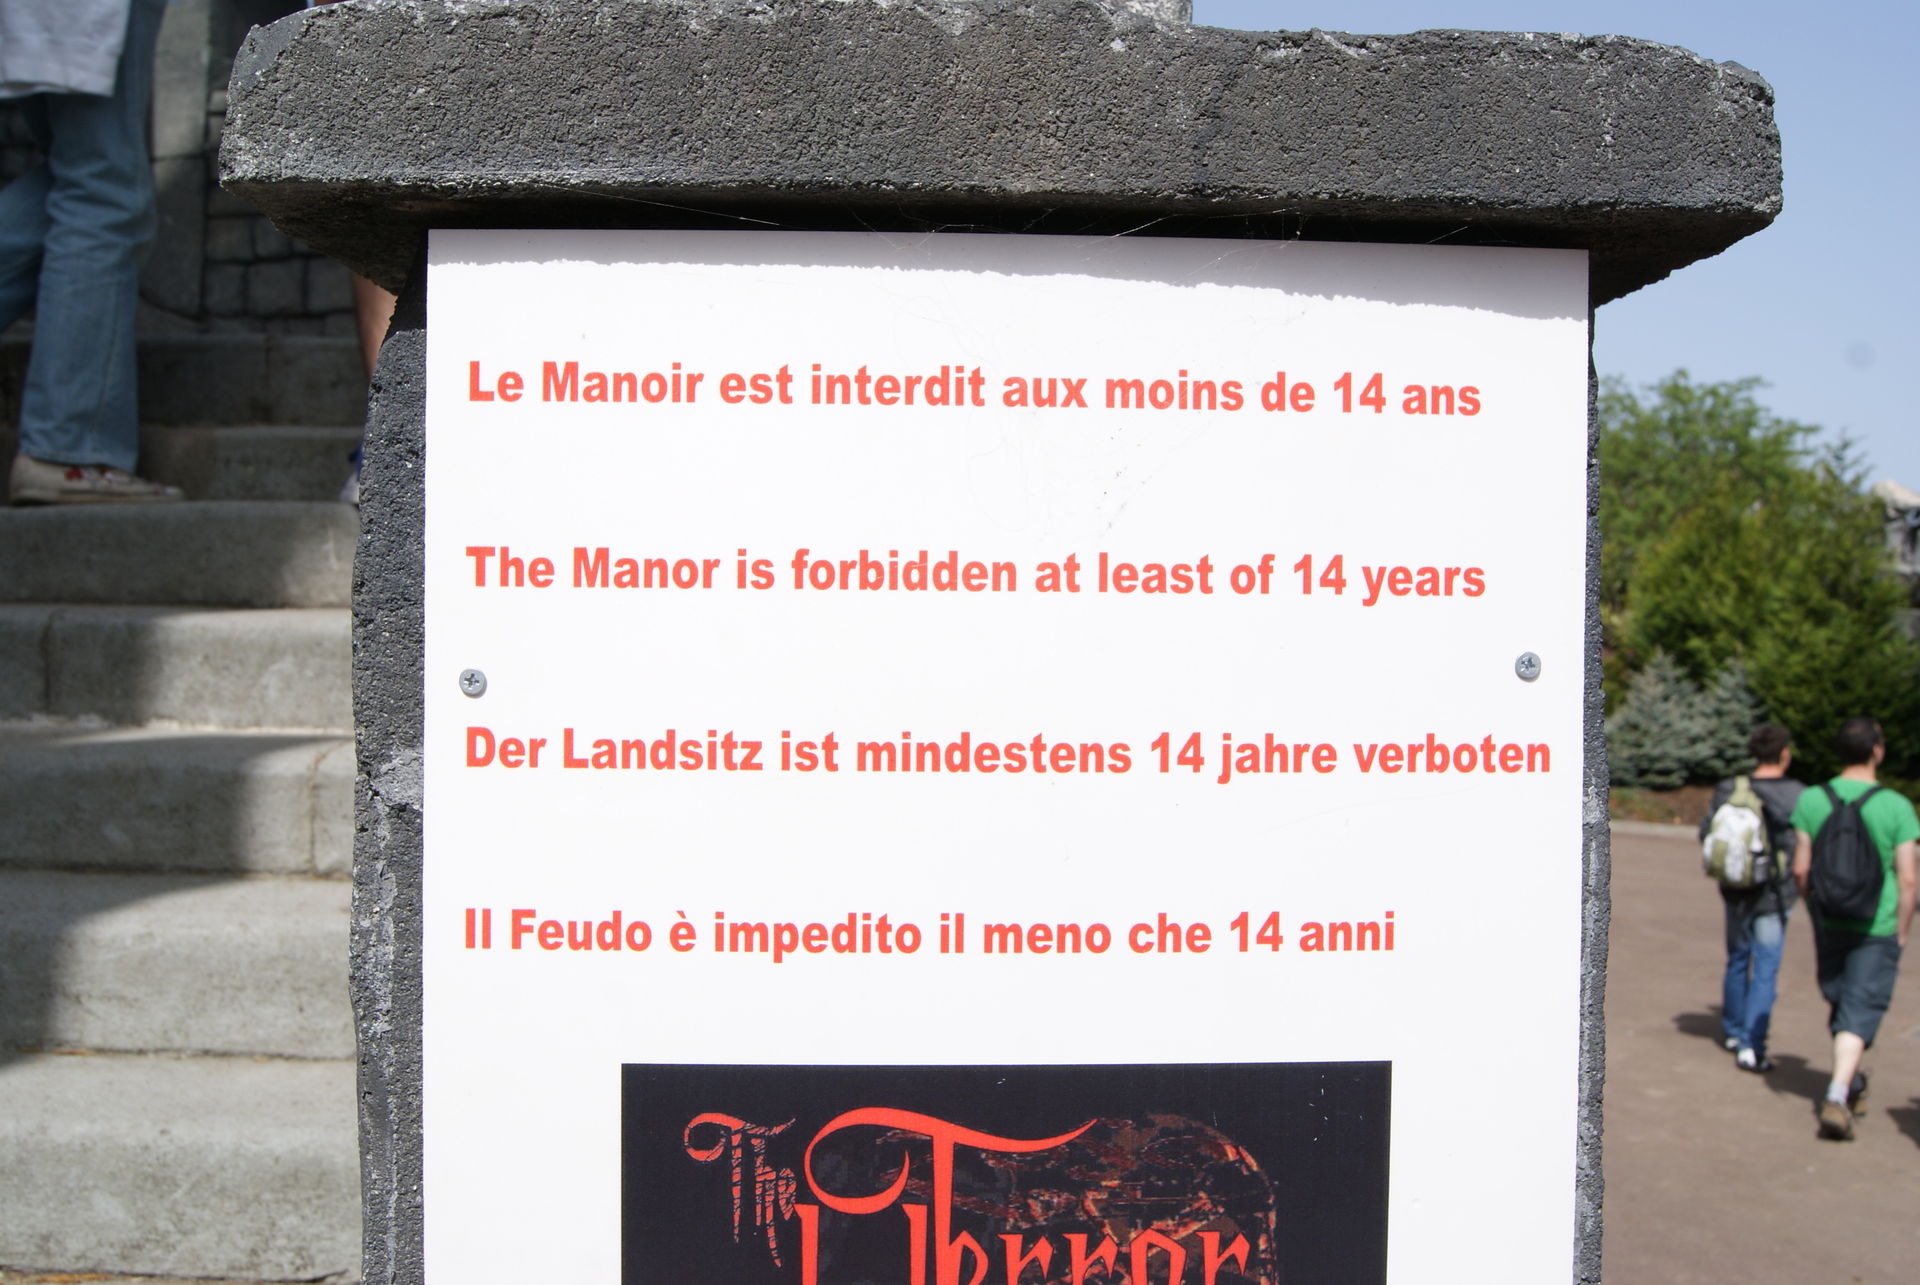 Le Manoir est interdit aux moins de 14 ans
The Manor is forbidden at least of 14 years
Der Landsitz ist mindestens 14 jahre verboten
Il Feudo è impedito il meno che 14 anni
The Terror